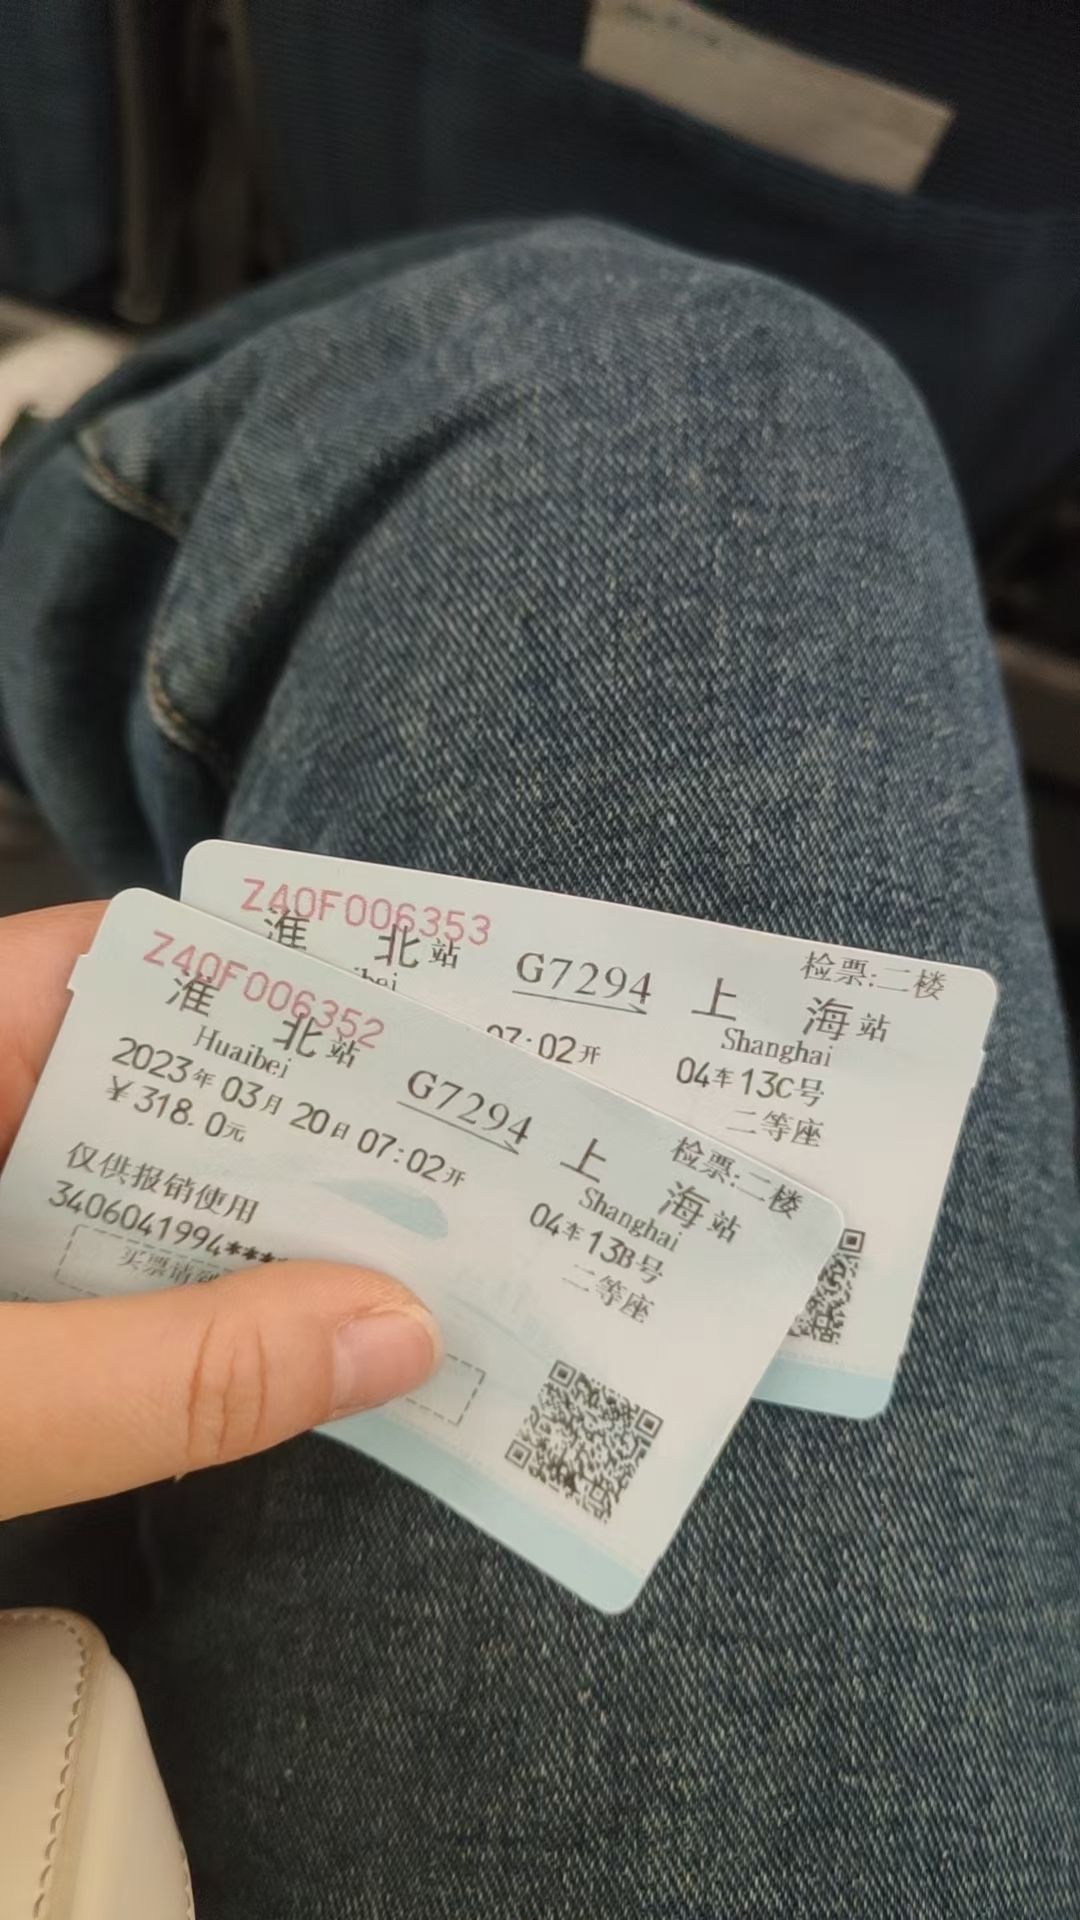 Z40F006353
淮北站 G7294 上海站
检票:二楼
Shanghai
07:02开 04车13C号
二等座
Z40F006352
淮北站 G7294 上海站
检票:二楼
Huaibei Shanghai
2023年03月20日07:02开 04车13B号
¥318.0元 二等座
仅供报销使用
3406041994***
买票请到